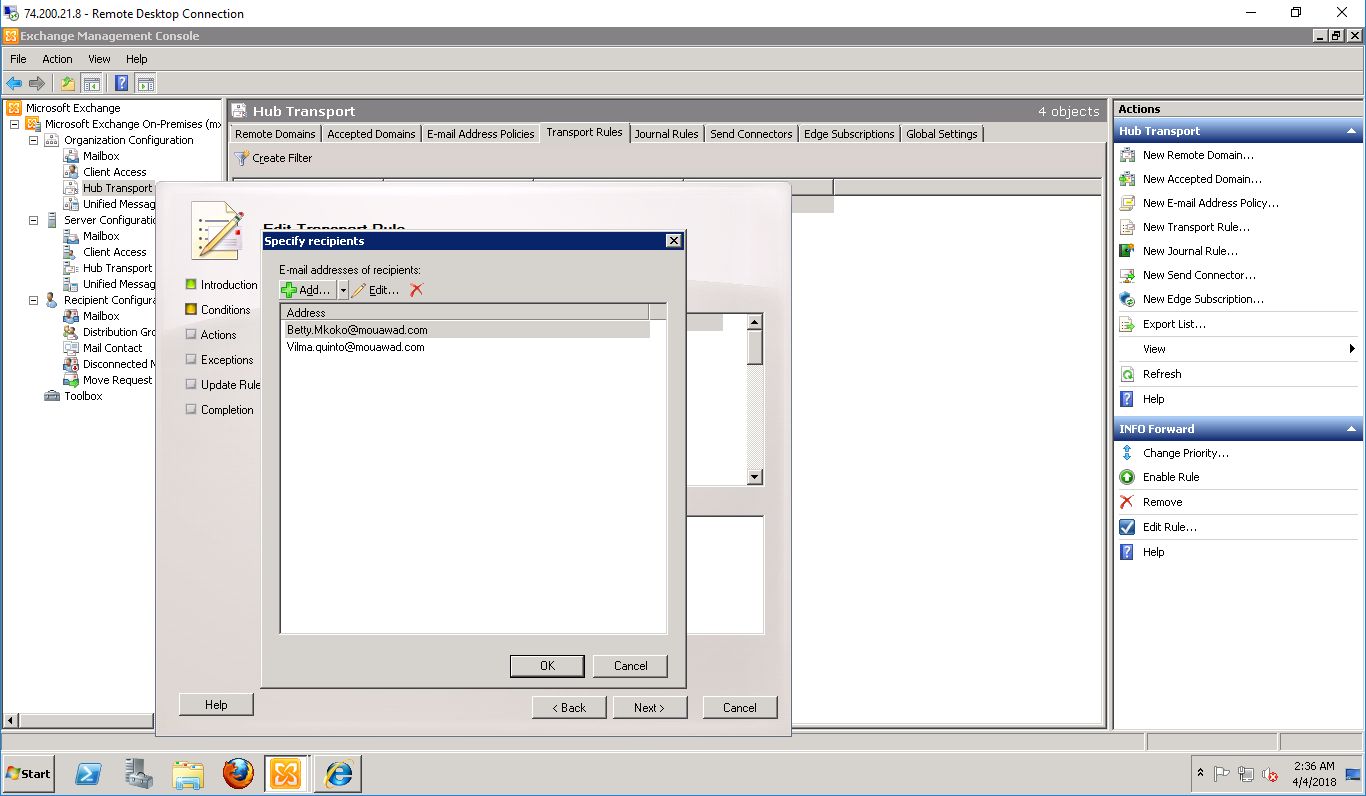 74.200.21.8 - Remote Desktop Connection
Exchange Management Console
File Action View Help
Microsoft Exchange
Microsoft Exchange On-Premises (mx
Organization Configuration
Mailbox
Client Access
Hub Transport
Unified Messag
Server Configuratio
Mailbox
Client Access
Hub Transport
Unified Messag
Recipient Configura
Mailbox
Distribution Gro
Mail Contact
Disconnected M
Move Request
Toolbox
Hub Transport 4 objects
Remote Domains Accepted Domains E-mail Address Policies Transport Rules Journal Rules Send Connectors Edge Subscriptions Global Settings
Create Filter
Edit Transport Rule
Introduction
Conditions
Actions
Exceptions
Update Rule
Completion
Specify recipients
E-mail addresses of recipients:
Add... Edit...
Address
Betty.Mkoko@mouawad.com
Vilma.quinto@mouawad.com
OK Cancel
Help < Back Next > Cancel
Actions
Hub Transport
New Remote Domain...
New Accepted Domain...
New E-mail Address Policy...
New Transport Rule...
New Journal Rule...
New Send Connector...
New Edge Subscription...
Export List...
View
Refresh
Help
INFO Forward
Change Priority...
Enable Rule
Remove
Edit Rule...
Help
Start
2:36 AM
4/4/2018